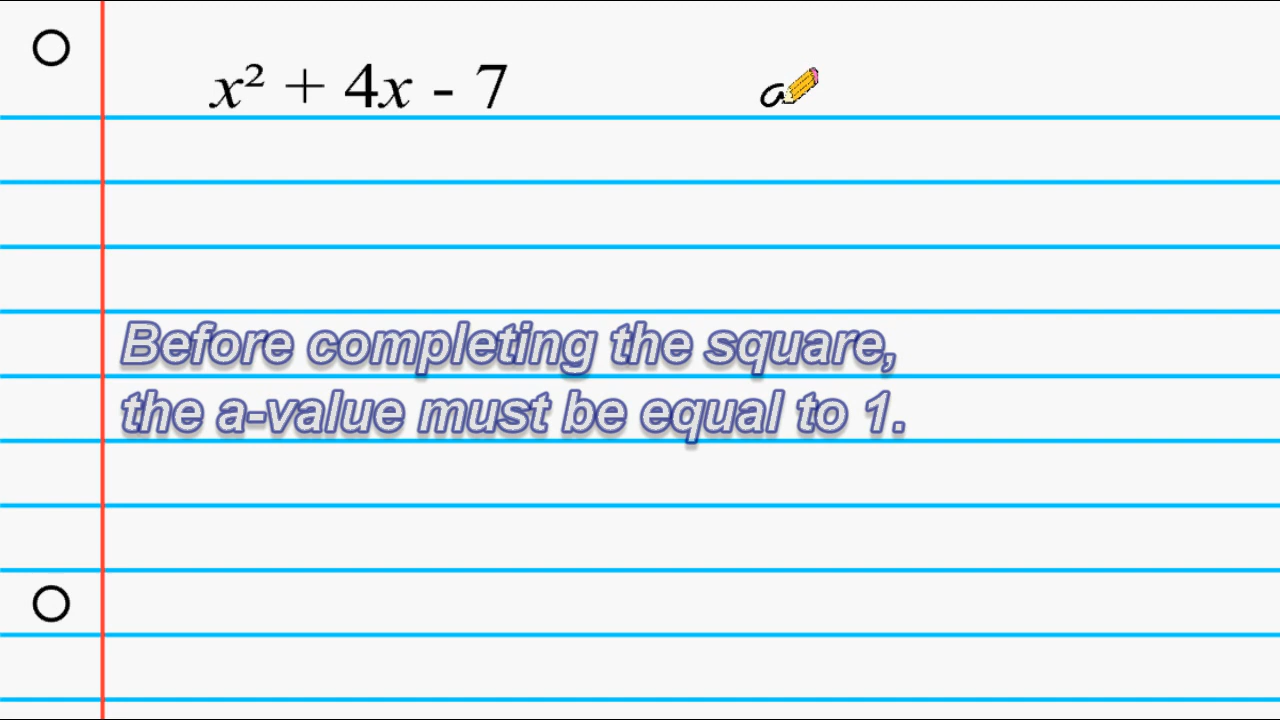 x² + 4x - 7 a
Before completing the square,
the a-value must be equal to 1.